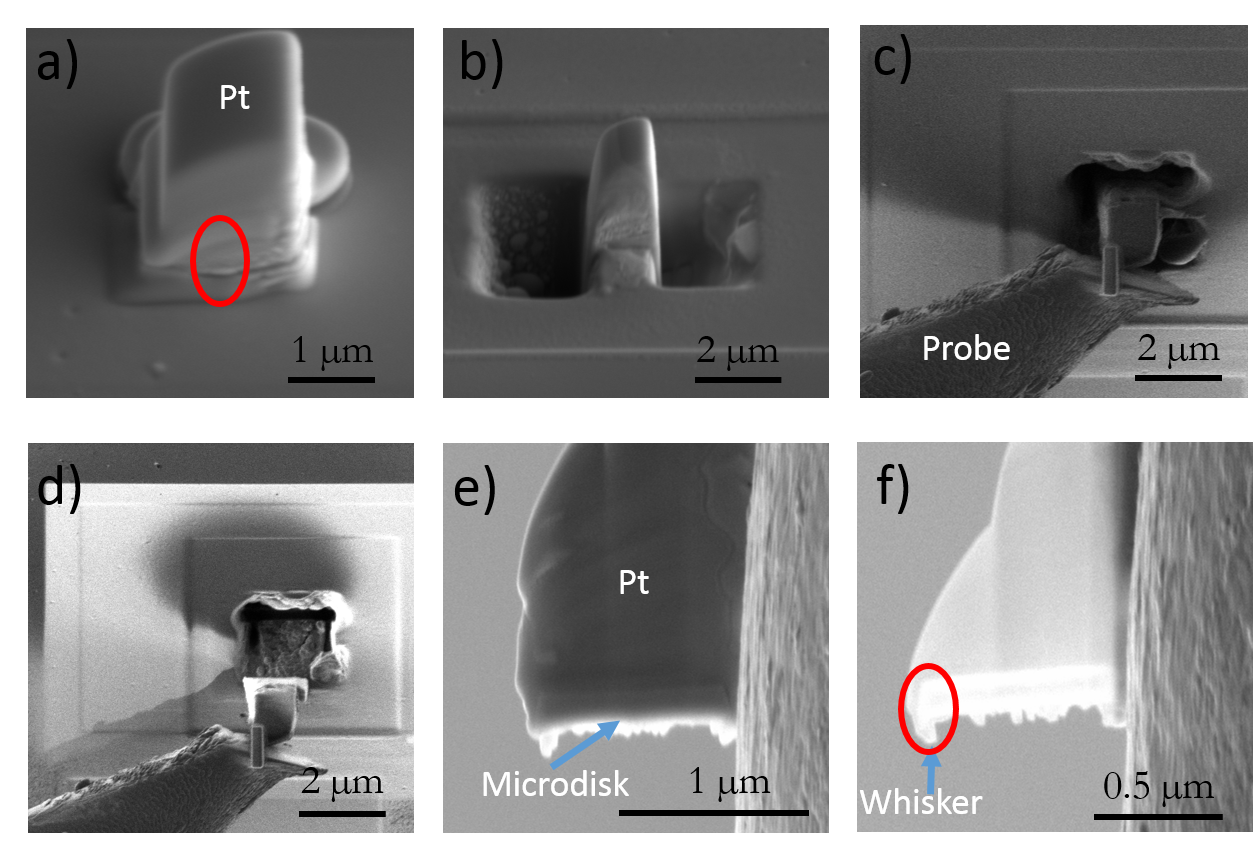 a)
Pt
1 μm
b)
2 μm
c)
Probe
2 μm
d)
2 μm
e)
Pt
Microdisk
1 μm
f)
Whisker
0.5 μm